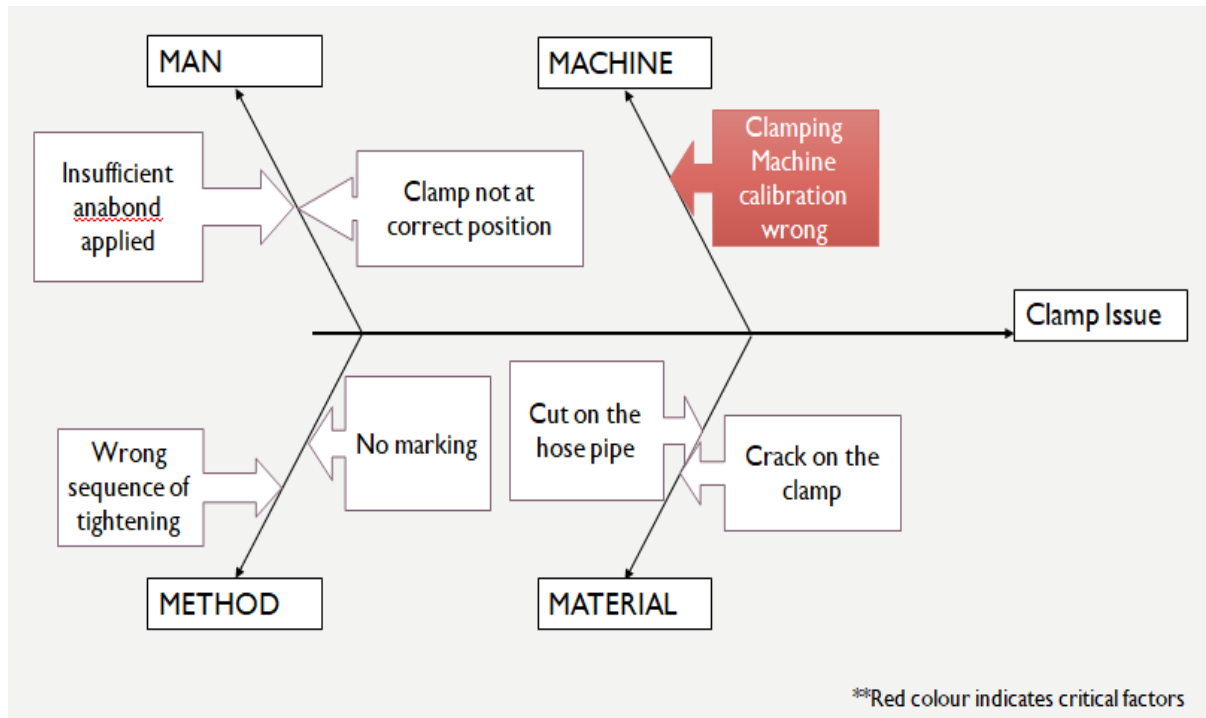 MAN
MACHINE
Insufficient
anabond
applied
Clamp not at
correct position
Clamping
Machine
calibration
wrong
Clamp Issue
Wrong
sequence of
tightening
No marking
Cut on the
hose pipe
Crack on the
clamp
METHOD
MATERIAL
**Red colour indicates critical factors